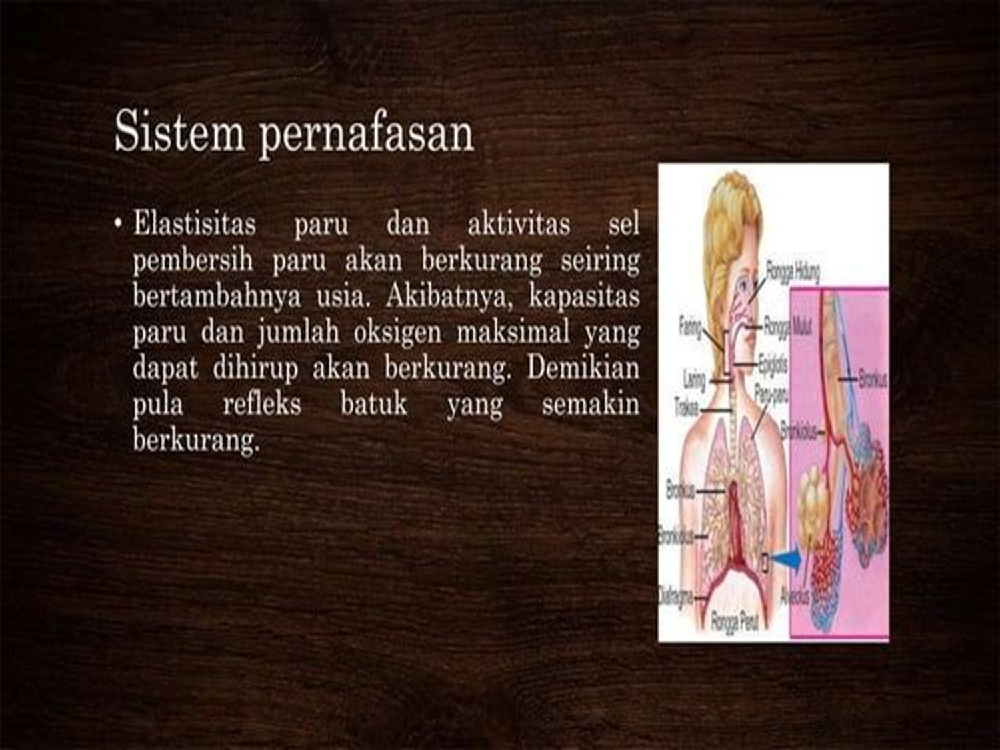 Sistem pernafasan
• Elastisitas paru dan aktivitas sel
pembersih paru akan berkurang seiring
bertambahnya usia. Akibatnya, kapasitas
paru dan jumlah oksigen maksimal yang
dapat dihirup akan berkurang. Demikian
pula refleks batuk yang semakin
berkurang.
Rongga Hidung
Faring
Rongga Mulut
Epiglotis
Laring
Bronkus
Paru-paru
Trakea
Bronkiolus
Bronkus
Bronkiolus
Diafragma
Alveolus
Rongga Perut